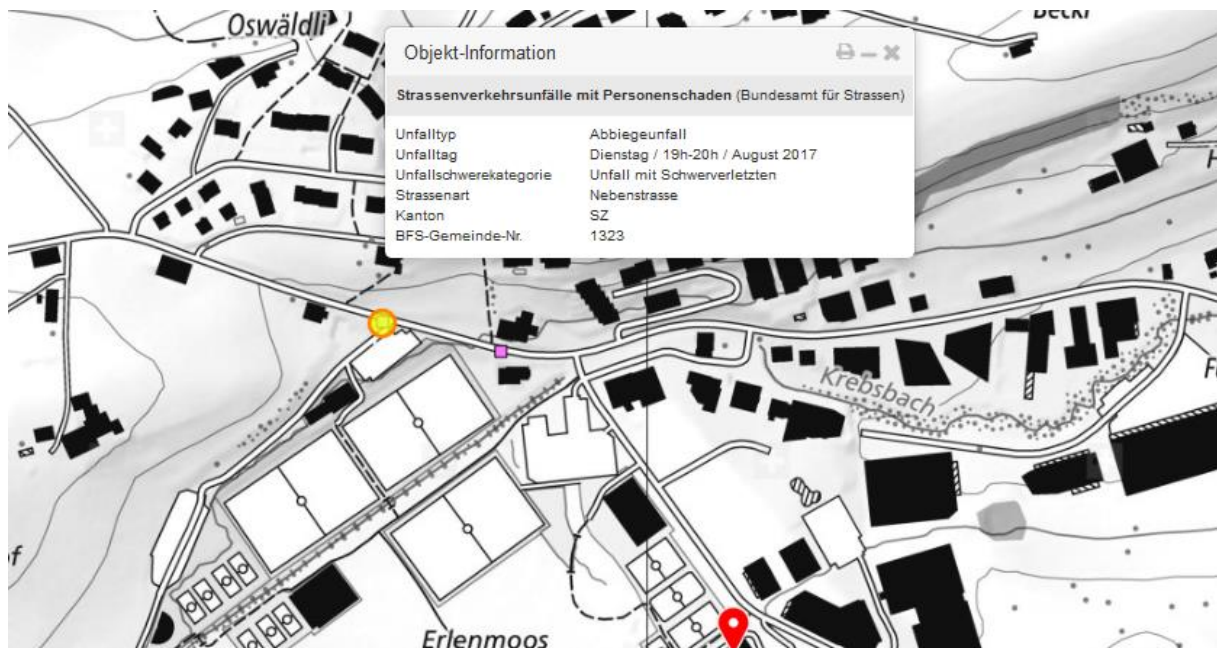 Oswäldli
Objekt-Information
Strassenverkehrsunfälle mit Personenschaden (Bundesamt für Strassen)
Unfalltyp Abbiegeunfall
Unfalltag Dienstag / 19h-20h / August 2017
Unfallschwerekategorie Unfall mit Schwerverletzten
Strassenart Nebenstrasse
Kanton SZ
BFS-Gemeinde-Nr. 1323
Krebsbach
Erlenmoos